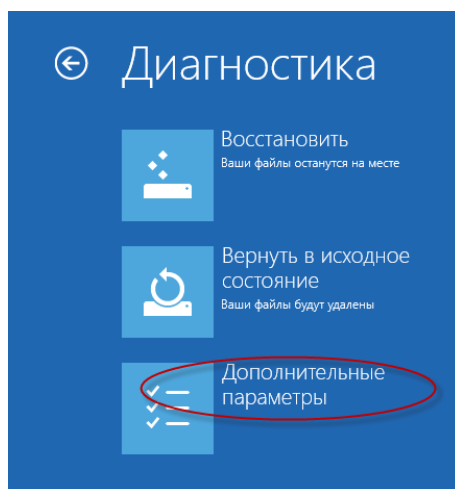 Диагностика
Восстановить
Ваши файлы останутся на месте
Вернуть в исходное
состояние
Ваши файлы будут удалены
Дополнительные
параметры